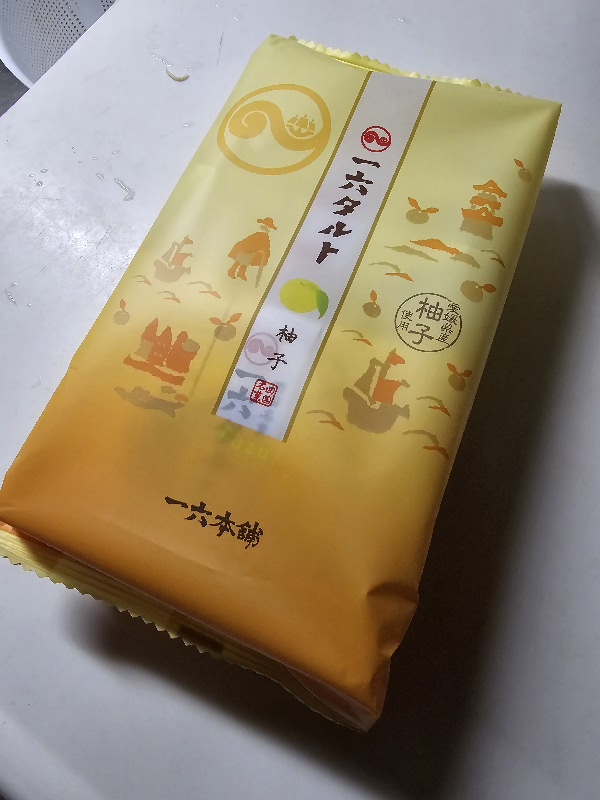 一六タルト
柚子
愛媛県産
柚子
使用
一六本舗